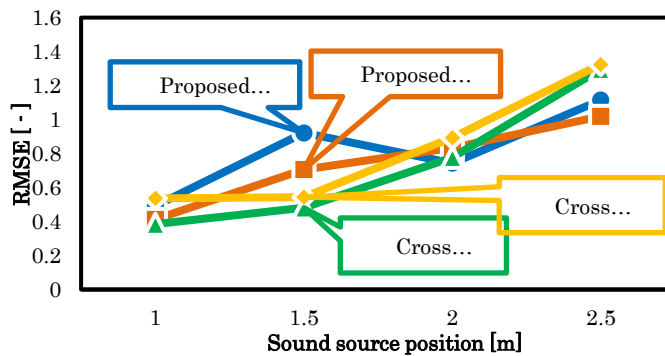 1.6
1.4
1.2
1
0.8
0.6
0.4
0.2
0
RMSE [ - ]
Proposed...
Proposed...
Cross...
Cross...
1 1.5 2 2.5
Sound source position [m]